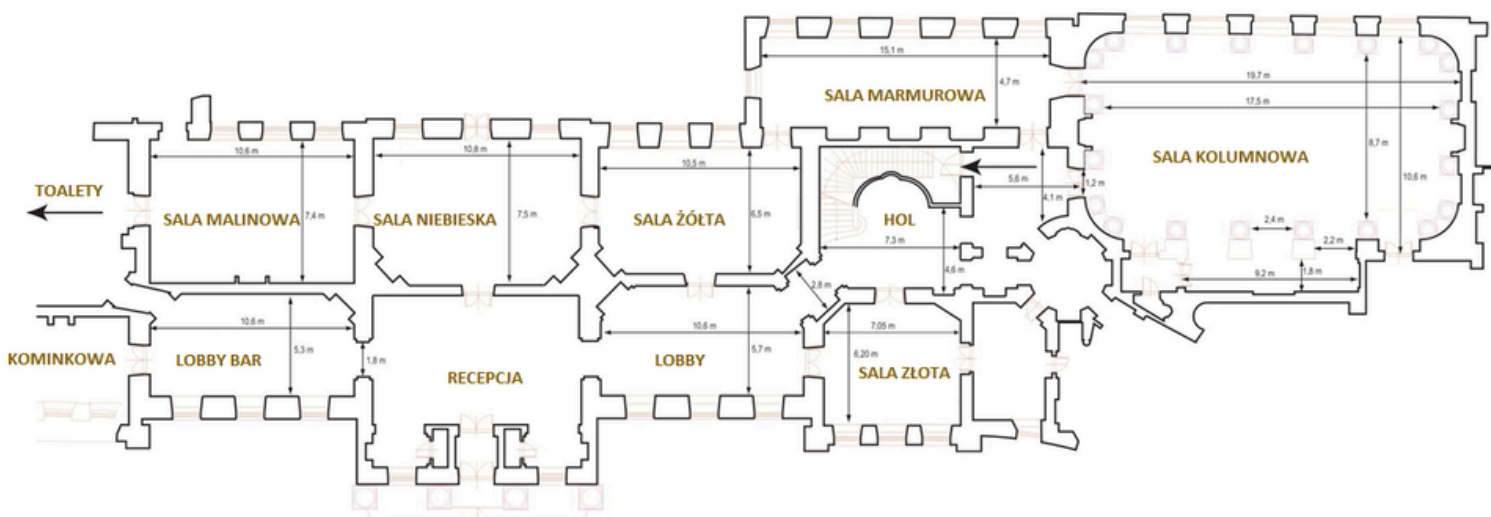 15,1 m
4,7 m
SALA MARMUROWA
19,7 m
17,5 m
8,7 m
10,6 m
SALA KOLUMNOWA
1,2 m
2,4 m
2,2 m
1,8 m
9,2 m
5,6 m
4,1 m
TOALETY
10,6 m
7,4 m
SALA MALINOWA
10,8 m
7,5 m
SALA NIEBIESKA
10,5 m
6,5 m
SALA ŻÓŁTA
HOL
7,3 m
4,6 m
2,8 m
KOMINKOWA
10,6 m
5,3 m
LOBBY BAR
1,8 m
RECEPCJA
10,6 m
5,7 m
LOBBY
7,05 m
6,20 m
SALA ZŁOTA